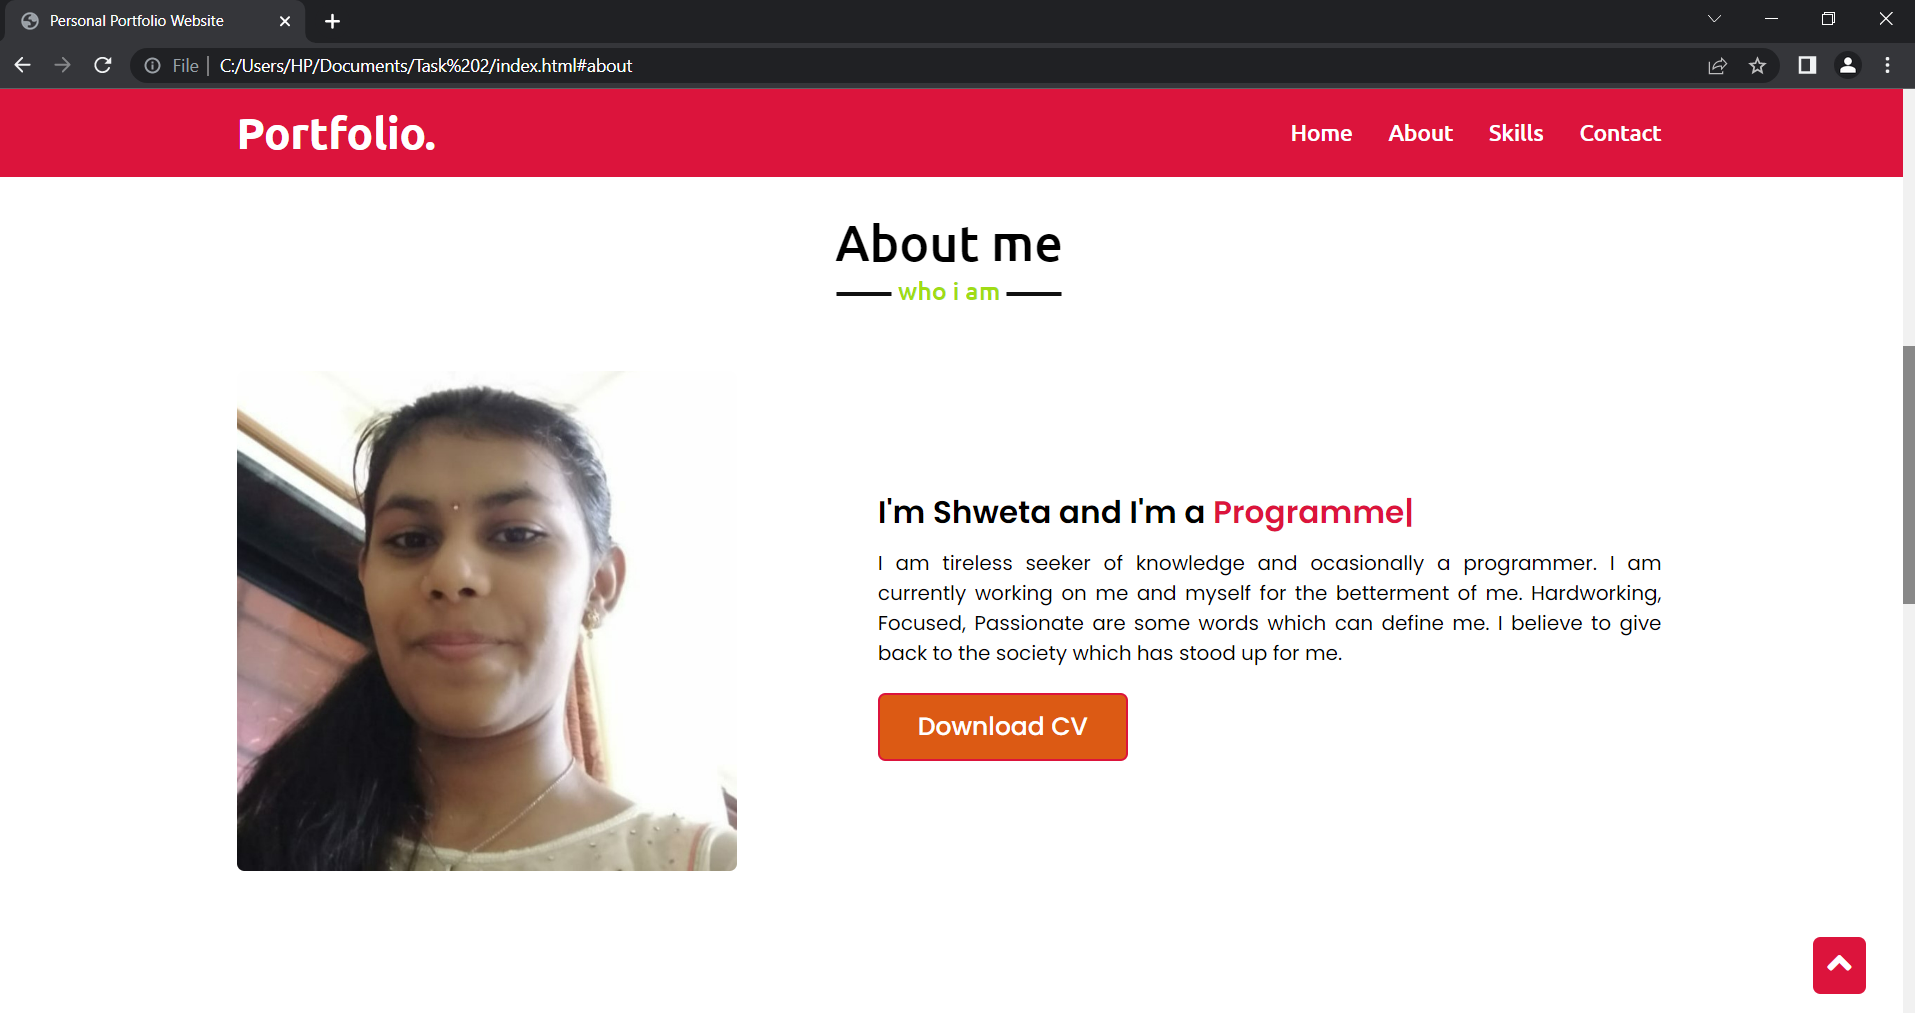 Personal Portfolio Website
File | C:/Users/HP/Documents/Task%202/index.html#about
Portfolio.
Home About Skills Contact
About me
who i am
I'm Shweta and I'm a Programme|
I am tireless seeker of knowledge and ocasionally a programmer. I am
currently working on me and myself for the betterment of me. Hardworking,
Focused, Passionate are some words which can define me. I believe to give
back to the society which has stood up for me.
Download CV